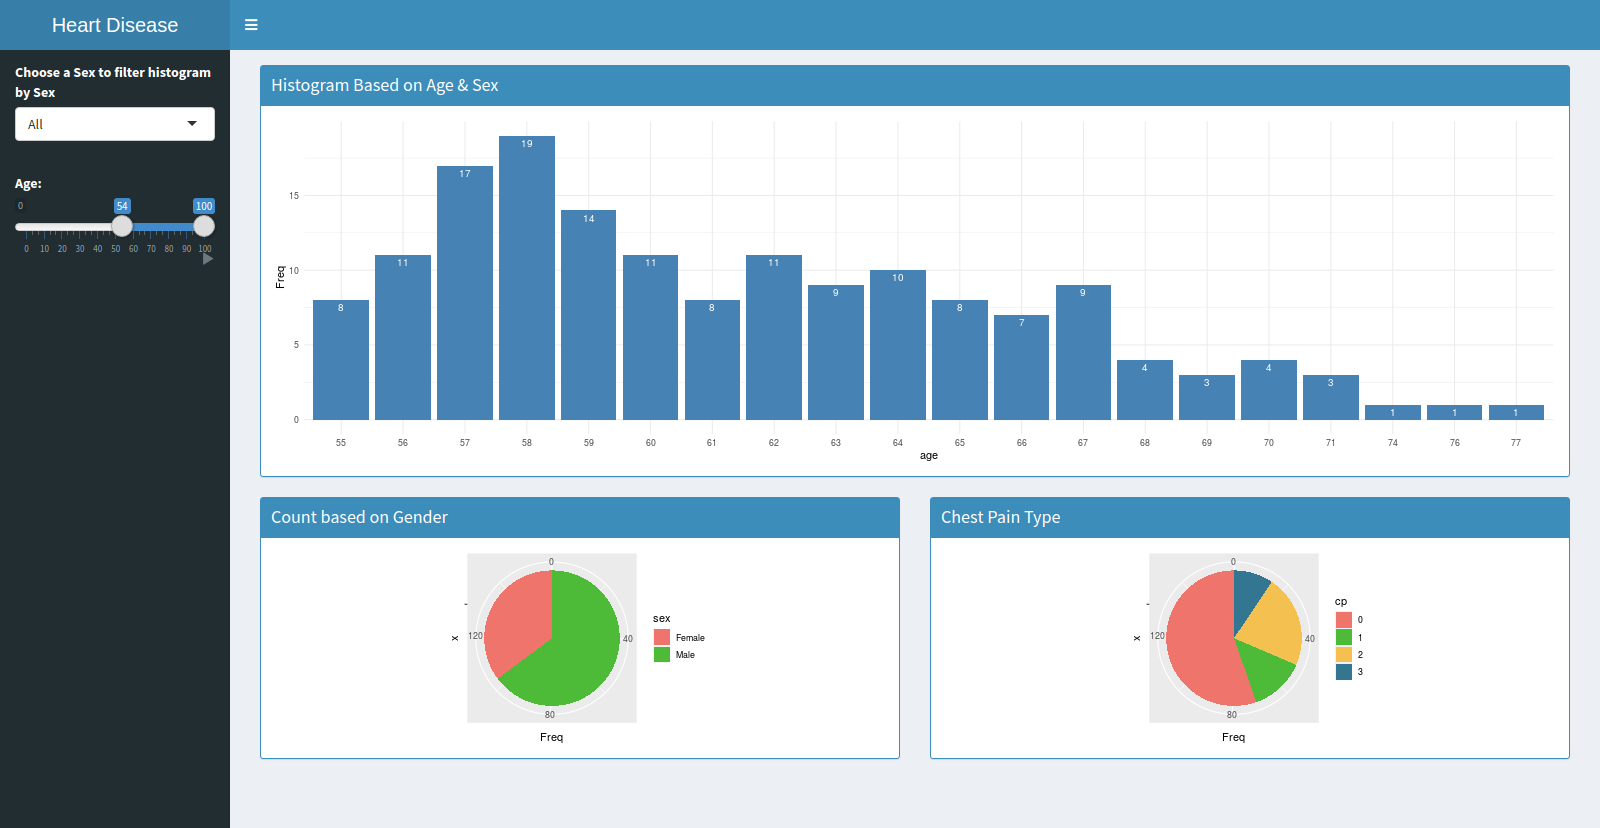 Heart Disease
Choose a Sex to filter histogram
by Sex
All
Age:
0 54 100
0 10 20 30 40 50 60 70 80 90 100
Histogram Based on Age & Sex
Freq
15
10
5
0
8 11 17 19 14 11 8 11 9 10 8 7 9 4 3 4 3 1 1 1
55 56 57 58 59 60 61 62 63 64 65 66 67 68 69 70 71 74 76 77
age
Count based on Gender
0
-
x
120
40
80
Freq
sex
Female
Male
Chest Pain Type
0
-
x
120
40
80
Freq
cp
0
1
2
3